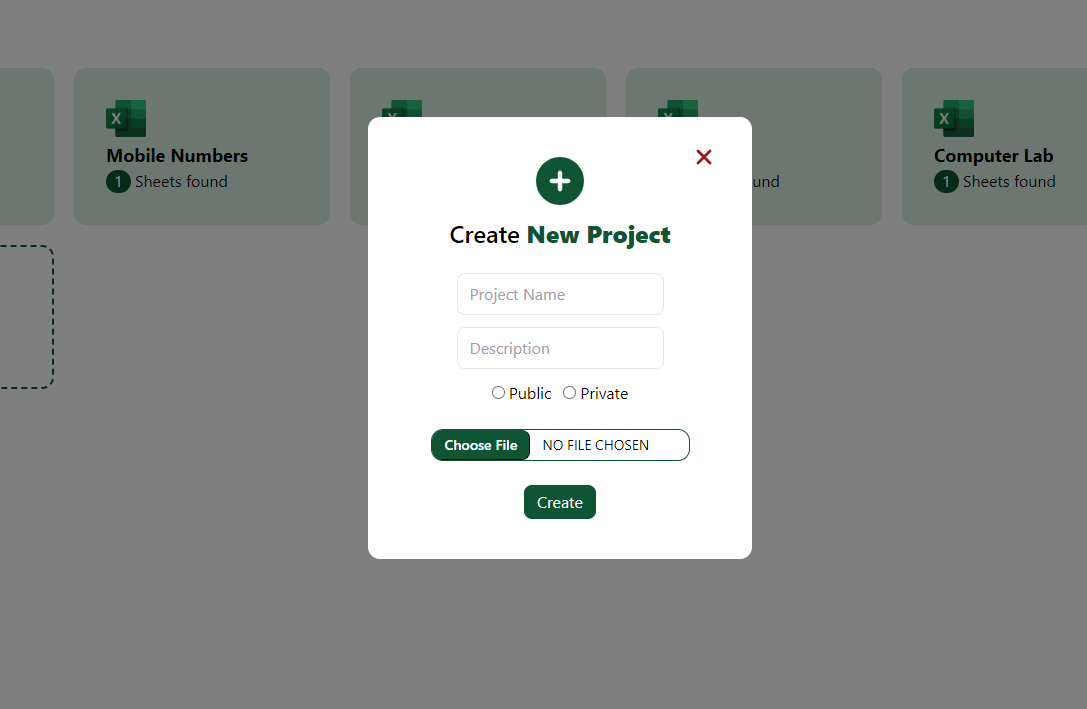 X
X
X
X
Mobile Numbers
Computer Lab
1 Sheets found
und
1 Sheets found
Create New Project
Project Name
Description
Public Private
Choose File NO FILE CHOSEN
Create